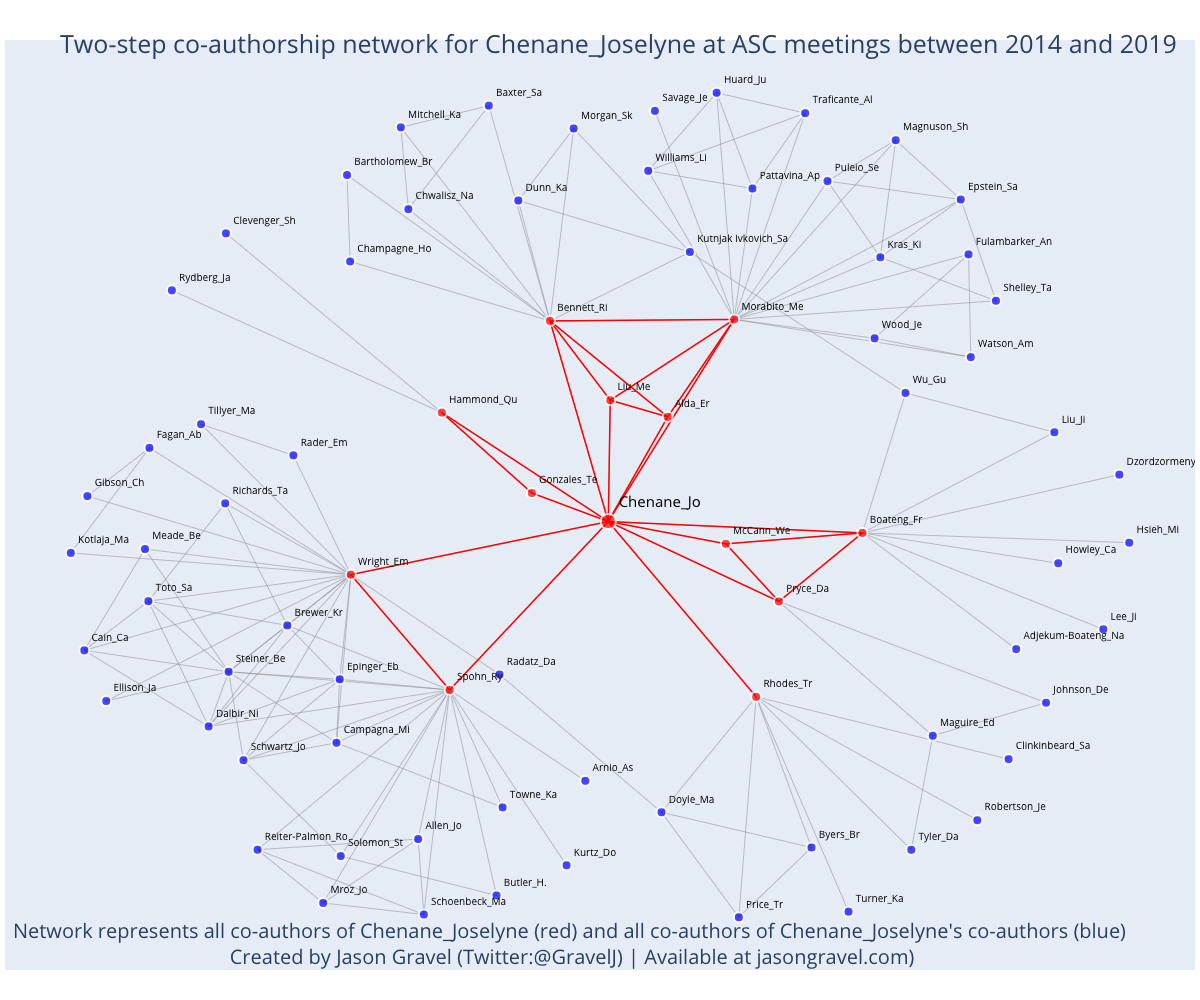 Two-step co-authorship network for Chenane_Joselyne at ASC meetings between 2014 and 2019
Huard_Ju
Baxter_Sa
Savage_Je
Traficante_Al
Mitchell_Ka
Morgan_Sk
Magnuson_Sh
Bartholomew_Br
Williams_Li
Puleio_Se
Pattavina_Ap
Dunn_Ka
Epstein_Sa
Chwalisz_Na
Clevenger_Sh
Kutnjak Ivkovich_Sa
Fulambarker_An
Champagne_Ho
Kras_Ki
Rydberg_Ja
Shelley_Ta
Bennett_Ri
Morabito_Me
Wood_Je
Watson_Am
Wu_Gu
Liu_Me
Hammond_Qu
Alda_Er
Tillyer_Ma
Liu_Ji
Fagan_Ab
Rader_Em
Dzordzormeny
Gibson_Ch
Gonzales_Te
Richards_Ta
Chenane_Jo
Boateng_Fr
Hsieh_Mi
McCann_We
Meade_Be
Kotlaja_Ma
Howley_Ca
Wright_Em
Toto_Sa
Pryce_Da
Brewer_Kr
Lee_Ji
Cain_Ca
Adjekum-Boateng_Na
Steiner_Be
Radatz_Da
Epinger_Eb
Spohn_Ry
Rhodes_Tr
Ellison_Ja
Johnson_De
Dalbir_Ni
Maguire_Ed
Campagna_Mi
Schwartz_Jo
Clinkinbeard_Sa
Arnio_As
Towne_Ka
Doyle_Ma
Robertson_Je
Allen_Jo
Reiter-Palmon_Ro
Solomon_St
Byers_Br
Tyler_Da
Kurtz_Do
Butler_H.
Mroz_Jo
Schoenbeck_Ma
Turner_Ka
Price_Tr
Network represents all co-authors of Chenane_Joselyne (red) and all co-authors of Chenane_Joselyne's co-authors (blue)
Created by Jason Gravel (Twitter:@GravelJ) | Available at jasongravel.com)